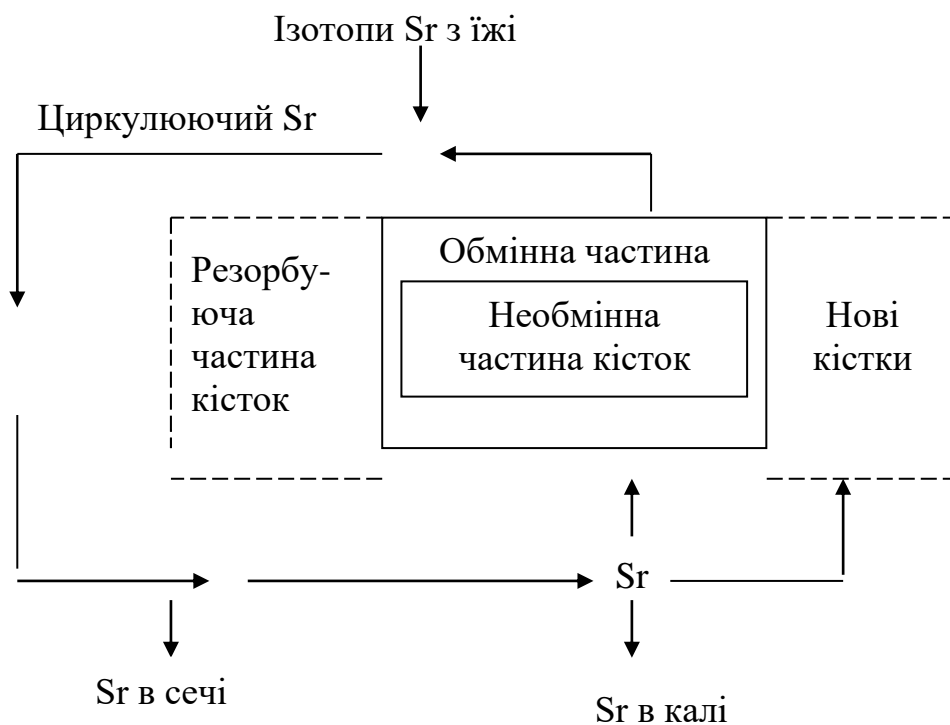 Ізотопи Sr з їжі
Циркулюючий Sr
Резорбу-
юча
частина
кісток
Обмінна частина
Необмінна
частина кісток
Нові
кістки
Sr
Sr в сечі
Sr в калі